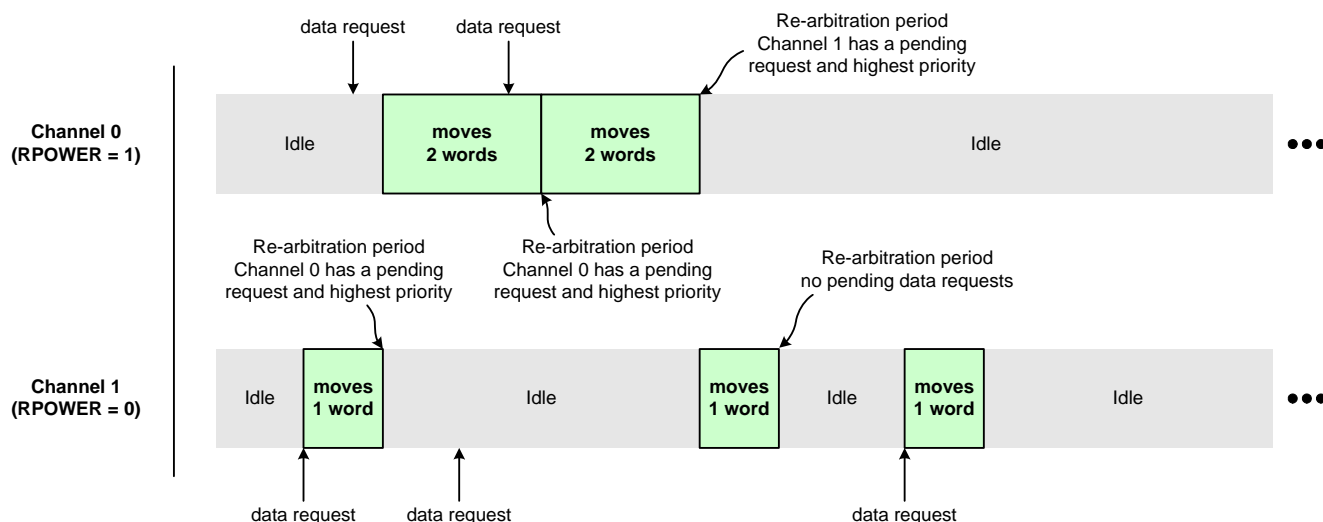 data request
data request
Re-arbitration period
Channel 1 has a pending
request and highest priority
Channel 0
(RPOWER = 1)
Idle
moves
2 words
moves
2 words
Idle
Re-arbitration period
Channel 0 has a pending
request and highest priority
Re-arbitration period
Channel 0 has a pending
request and highest priority
Re-arbitration period
no pending data requests
Channel 1
(RPOWER = 0)
Idle
moves
1 word
Idle
moves
1 word
Idle
moves
1 word
Idle
data request
data request
data request